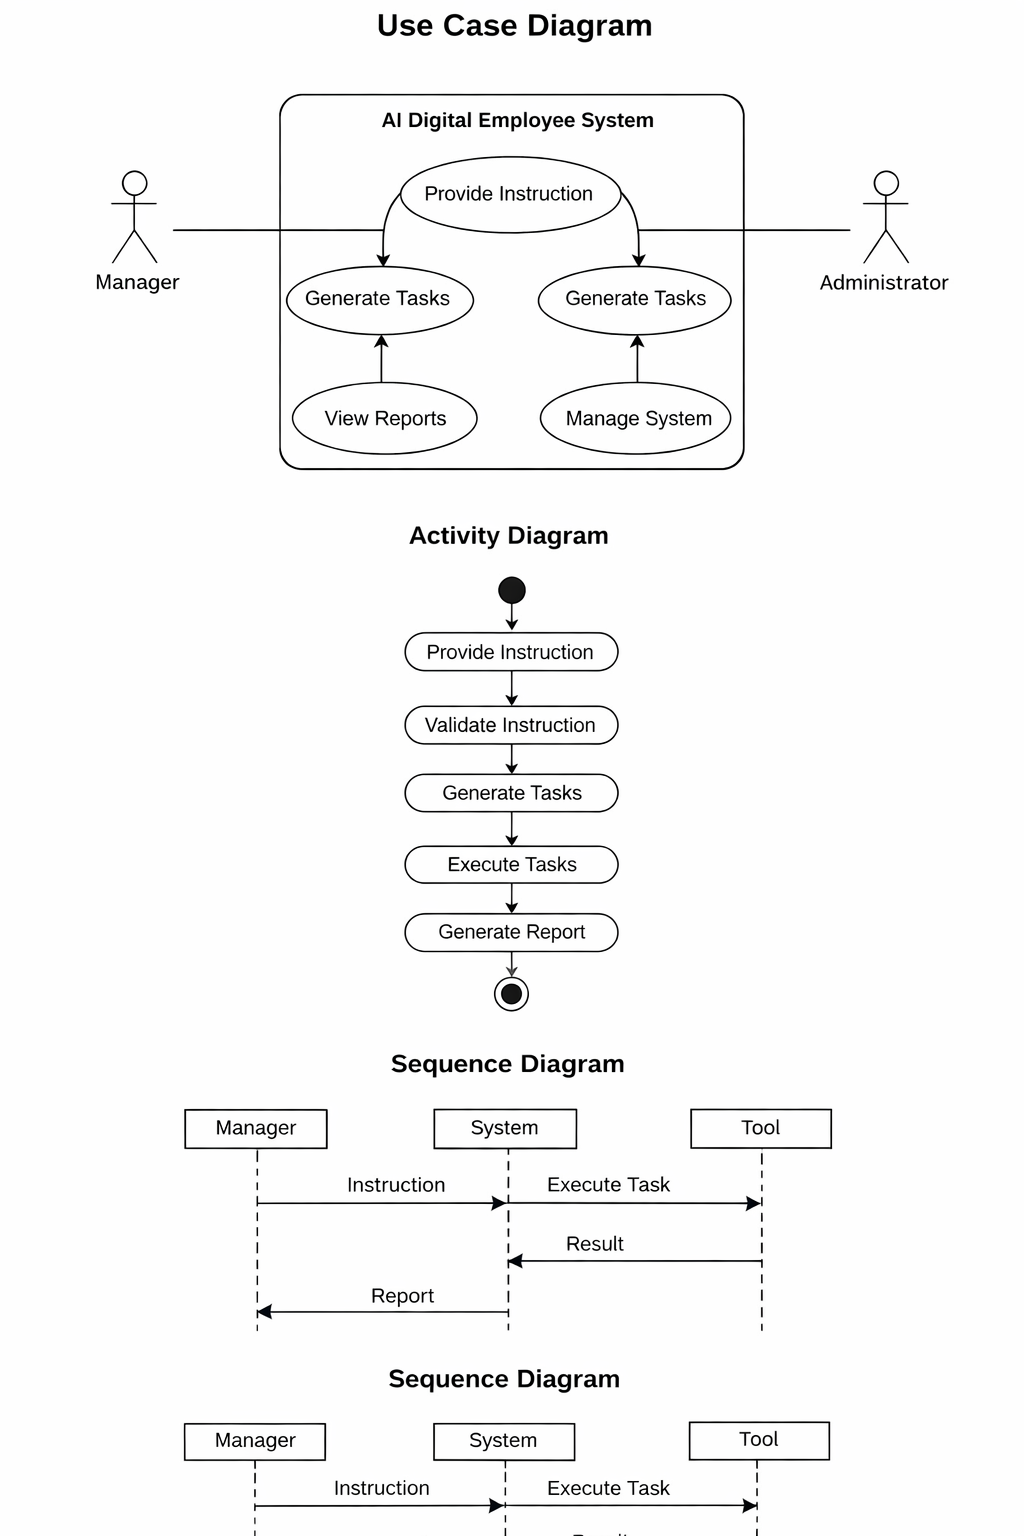 Use Case Diagram
AI Digital Employee System
Provide Instruction
Manager
Administrator
Generate Tasks
Generate Tasks
View Reports
Manage System
Activity Diagram
Provide Instruction
Validate Instruction
Generate Tasks
Execute Tasks
Generate Report
Sequence Diagram
Manager
System
Tool
Instruction
Execute Task
Result
Report
Sequence Diagram
Manager
System
Tool
Instruction
Execute Task